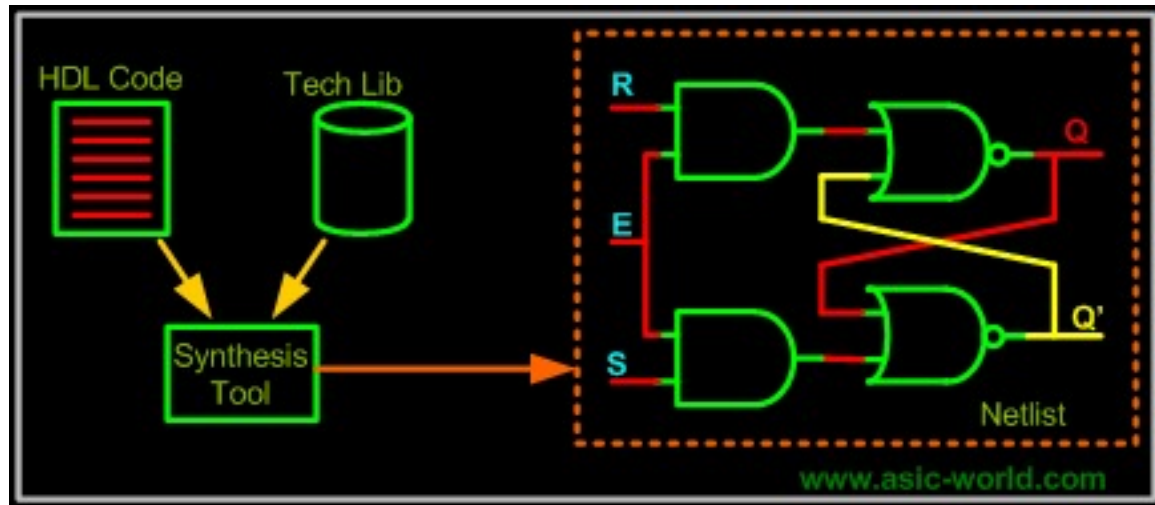 HDL Code
Tech Lib
Synthesis
Tool
R
E
S
Q
Q'
Netlist
www.asic-world.com